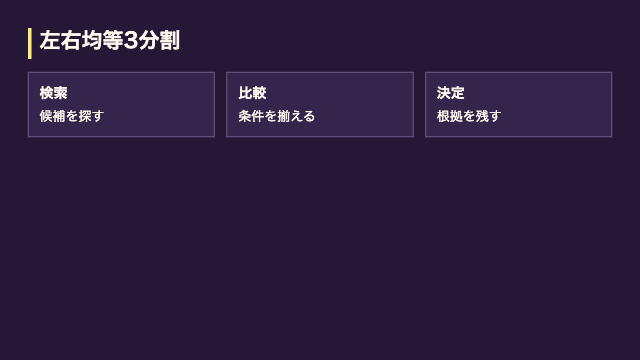 左右均等3分割
検索
候補を探す
比較
条件を揃える
決定
根拠を残す